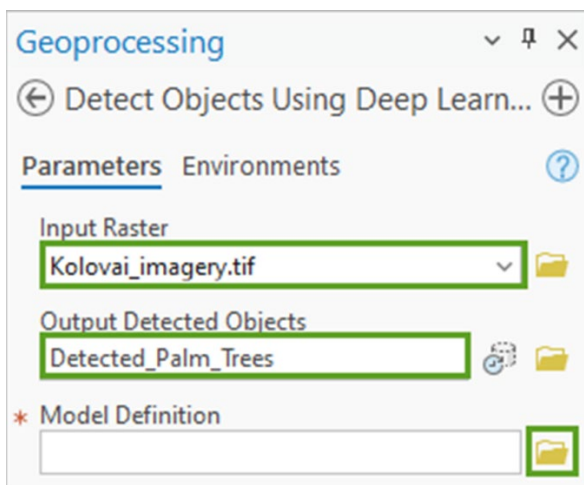 Geoprocessing
Detect Objects Using Deep Learn...
Parameters Environments
Input Raster
Kolovai_imagery.tif
Output Detected Objects
Detected_Palm_Trees
* Model Definition